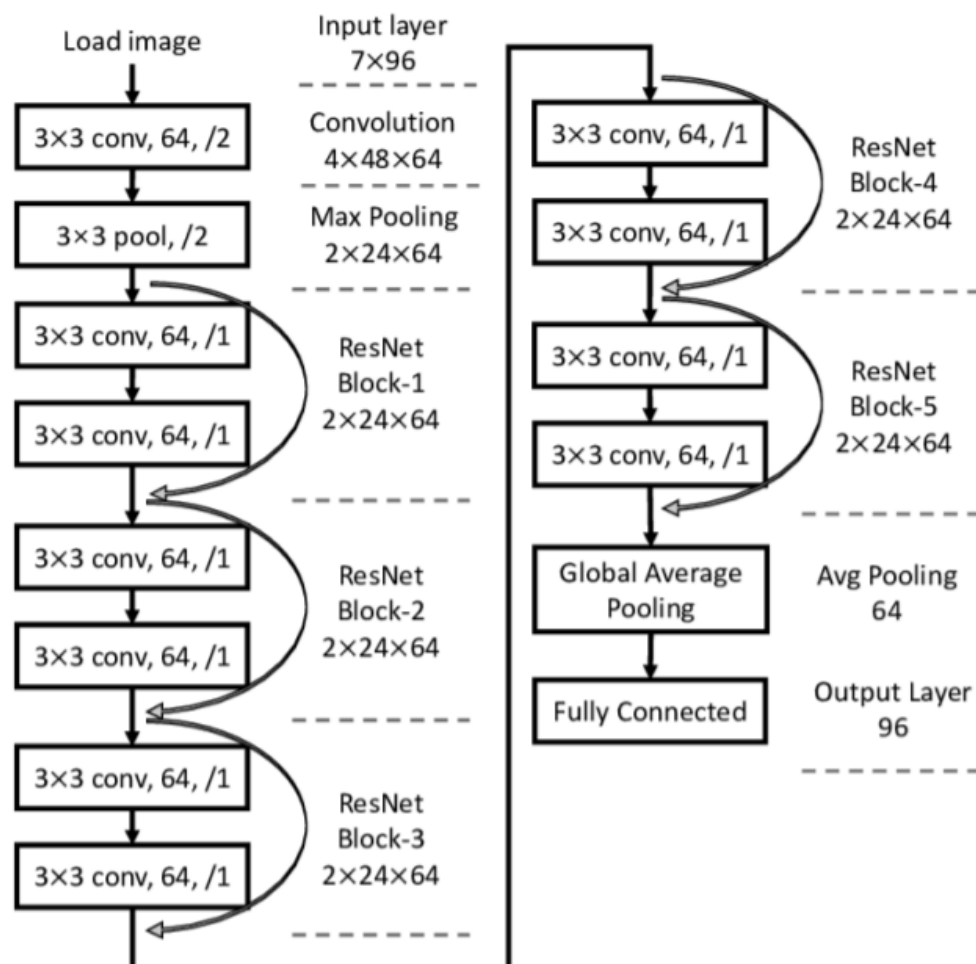 Load image
Input layer
7×96
3×3 conv, 64, /2
Convolution
4×48×64
3×3 pool, /2
Max Pooling
2×24×64
3×3 conv, 64, /1
3×3 conv, 64, /1
ResNet
Block-1
2×24×64
3×3 conv, 64, /1
3×3 conv, 64, /1
ResNet
Block-2
2×24×64
3×3 conv, 64, /1
3×3 conv, 64, /1
ResNet
Block-3
2×24×64
3×3 conv, 64, /1
3×3 conv, 64, /1
ResNet
Block-4
2×24×64
3×3 conv, 64, /1
3×3 conv, 64, /1
ResNet
Block-5
2×24×64
Global Average
Pooling
Avg Pooling
64
Fully Connected
Output Layer
96